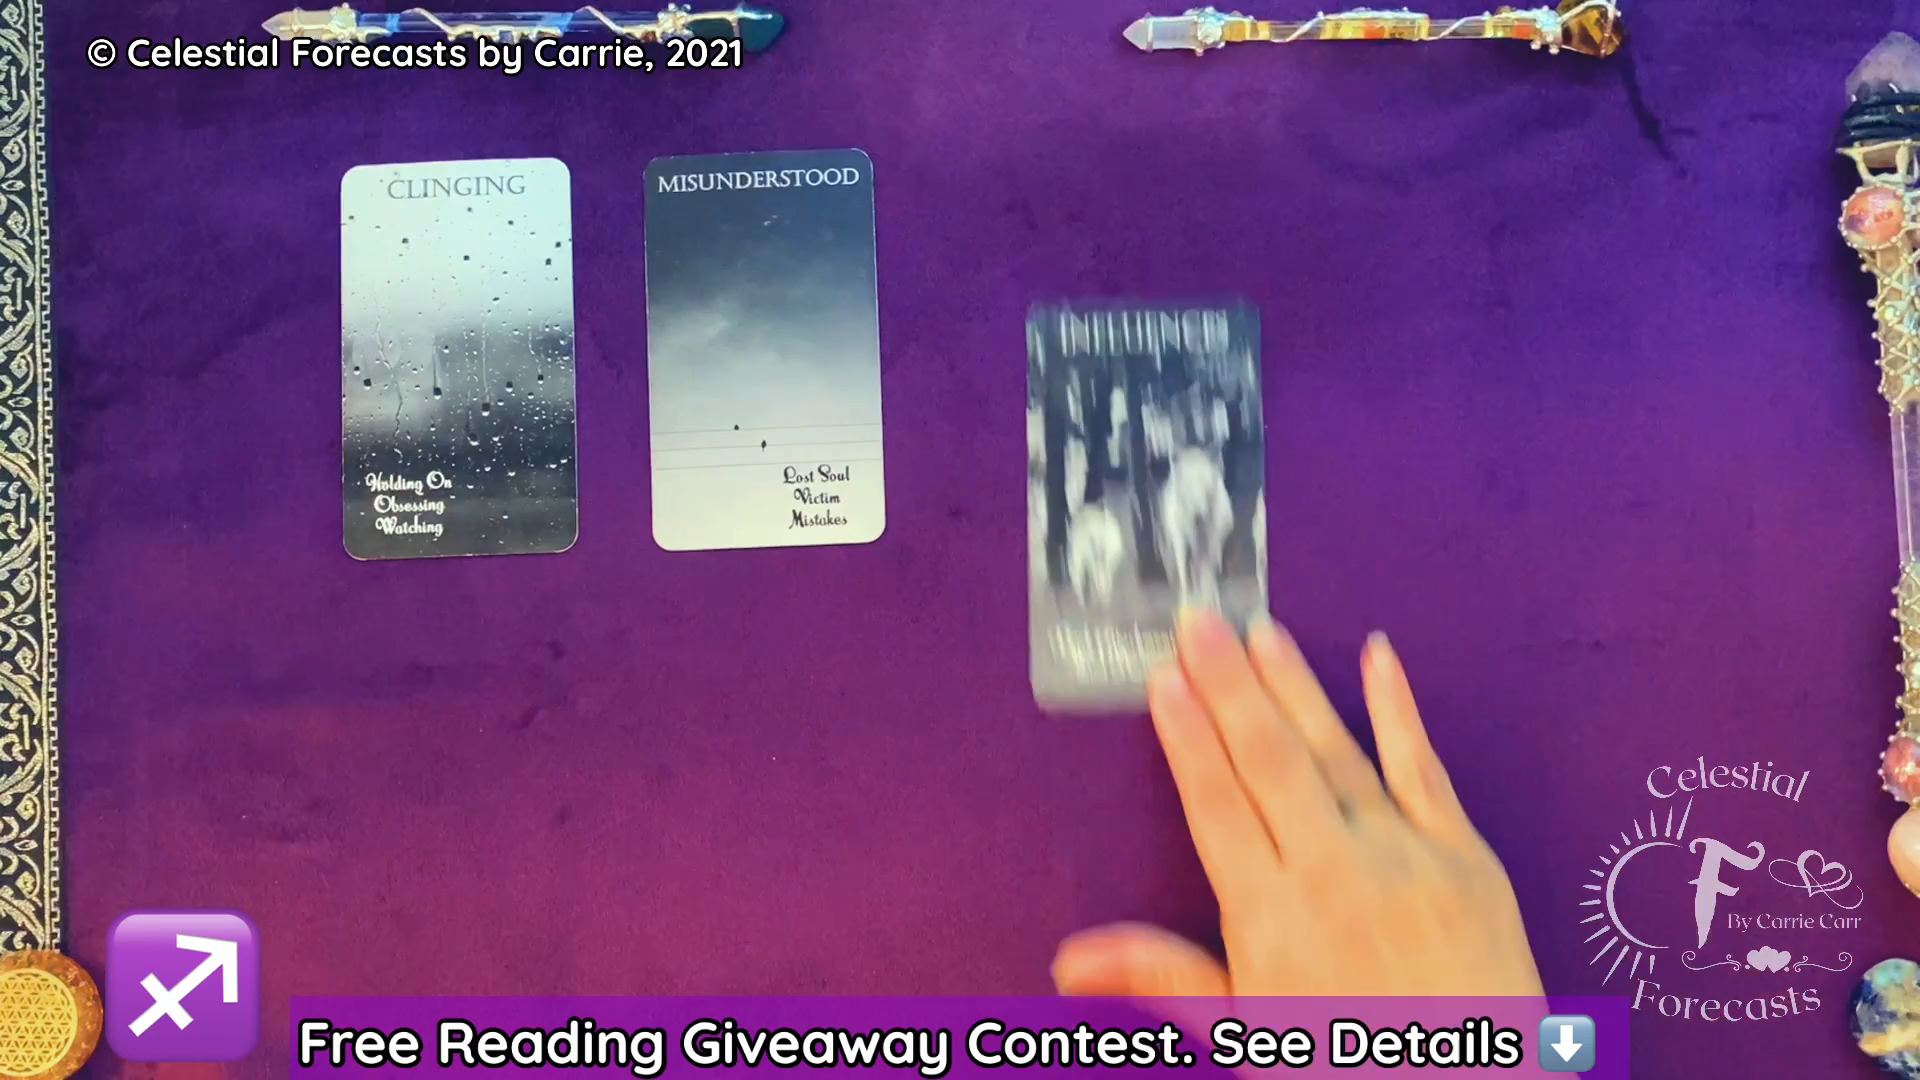 © Celestial Forecasts by Carrie, 2021
CLINGING
Holding On
Obsessing
Watching
MISUNDERSTOOD
Lost Soul
Victim
Mistakes
Celestial
F
By Carrie Carr
Forecasts
Free Reading Giveaway Contest. See Details